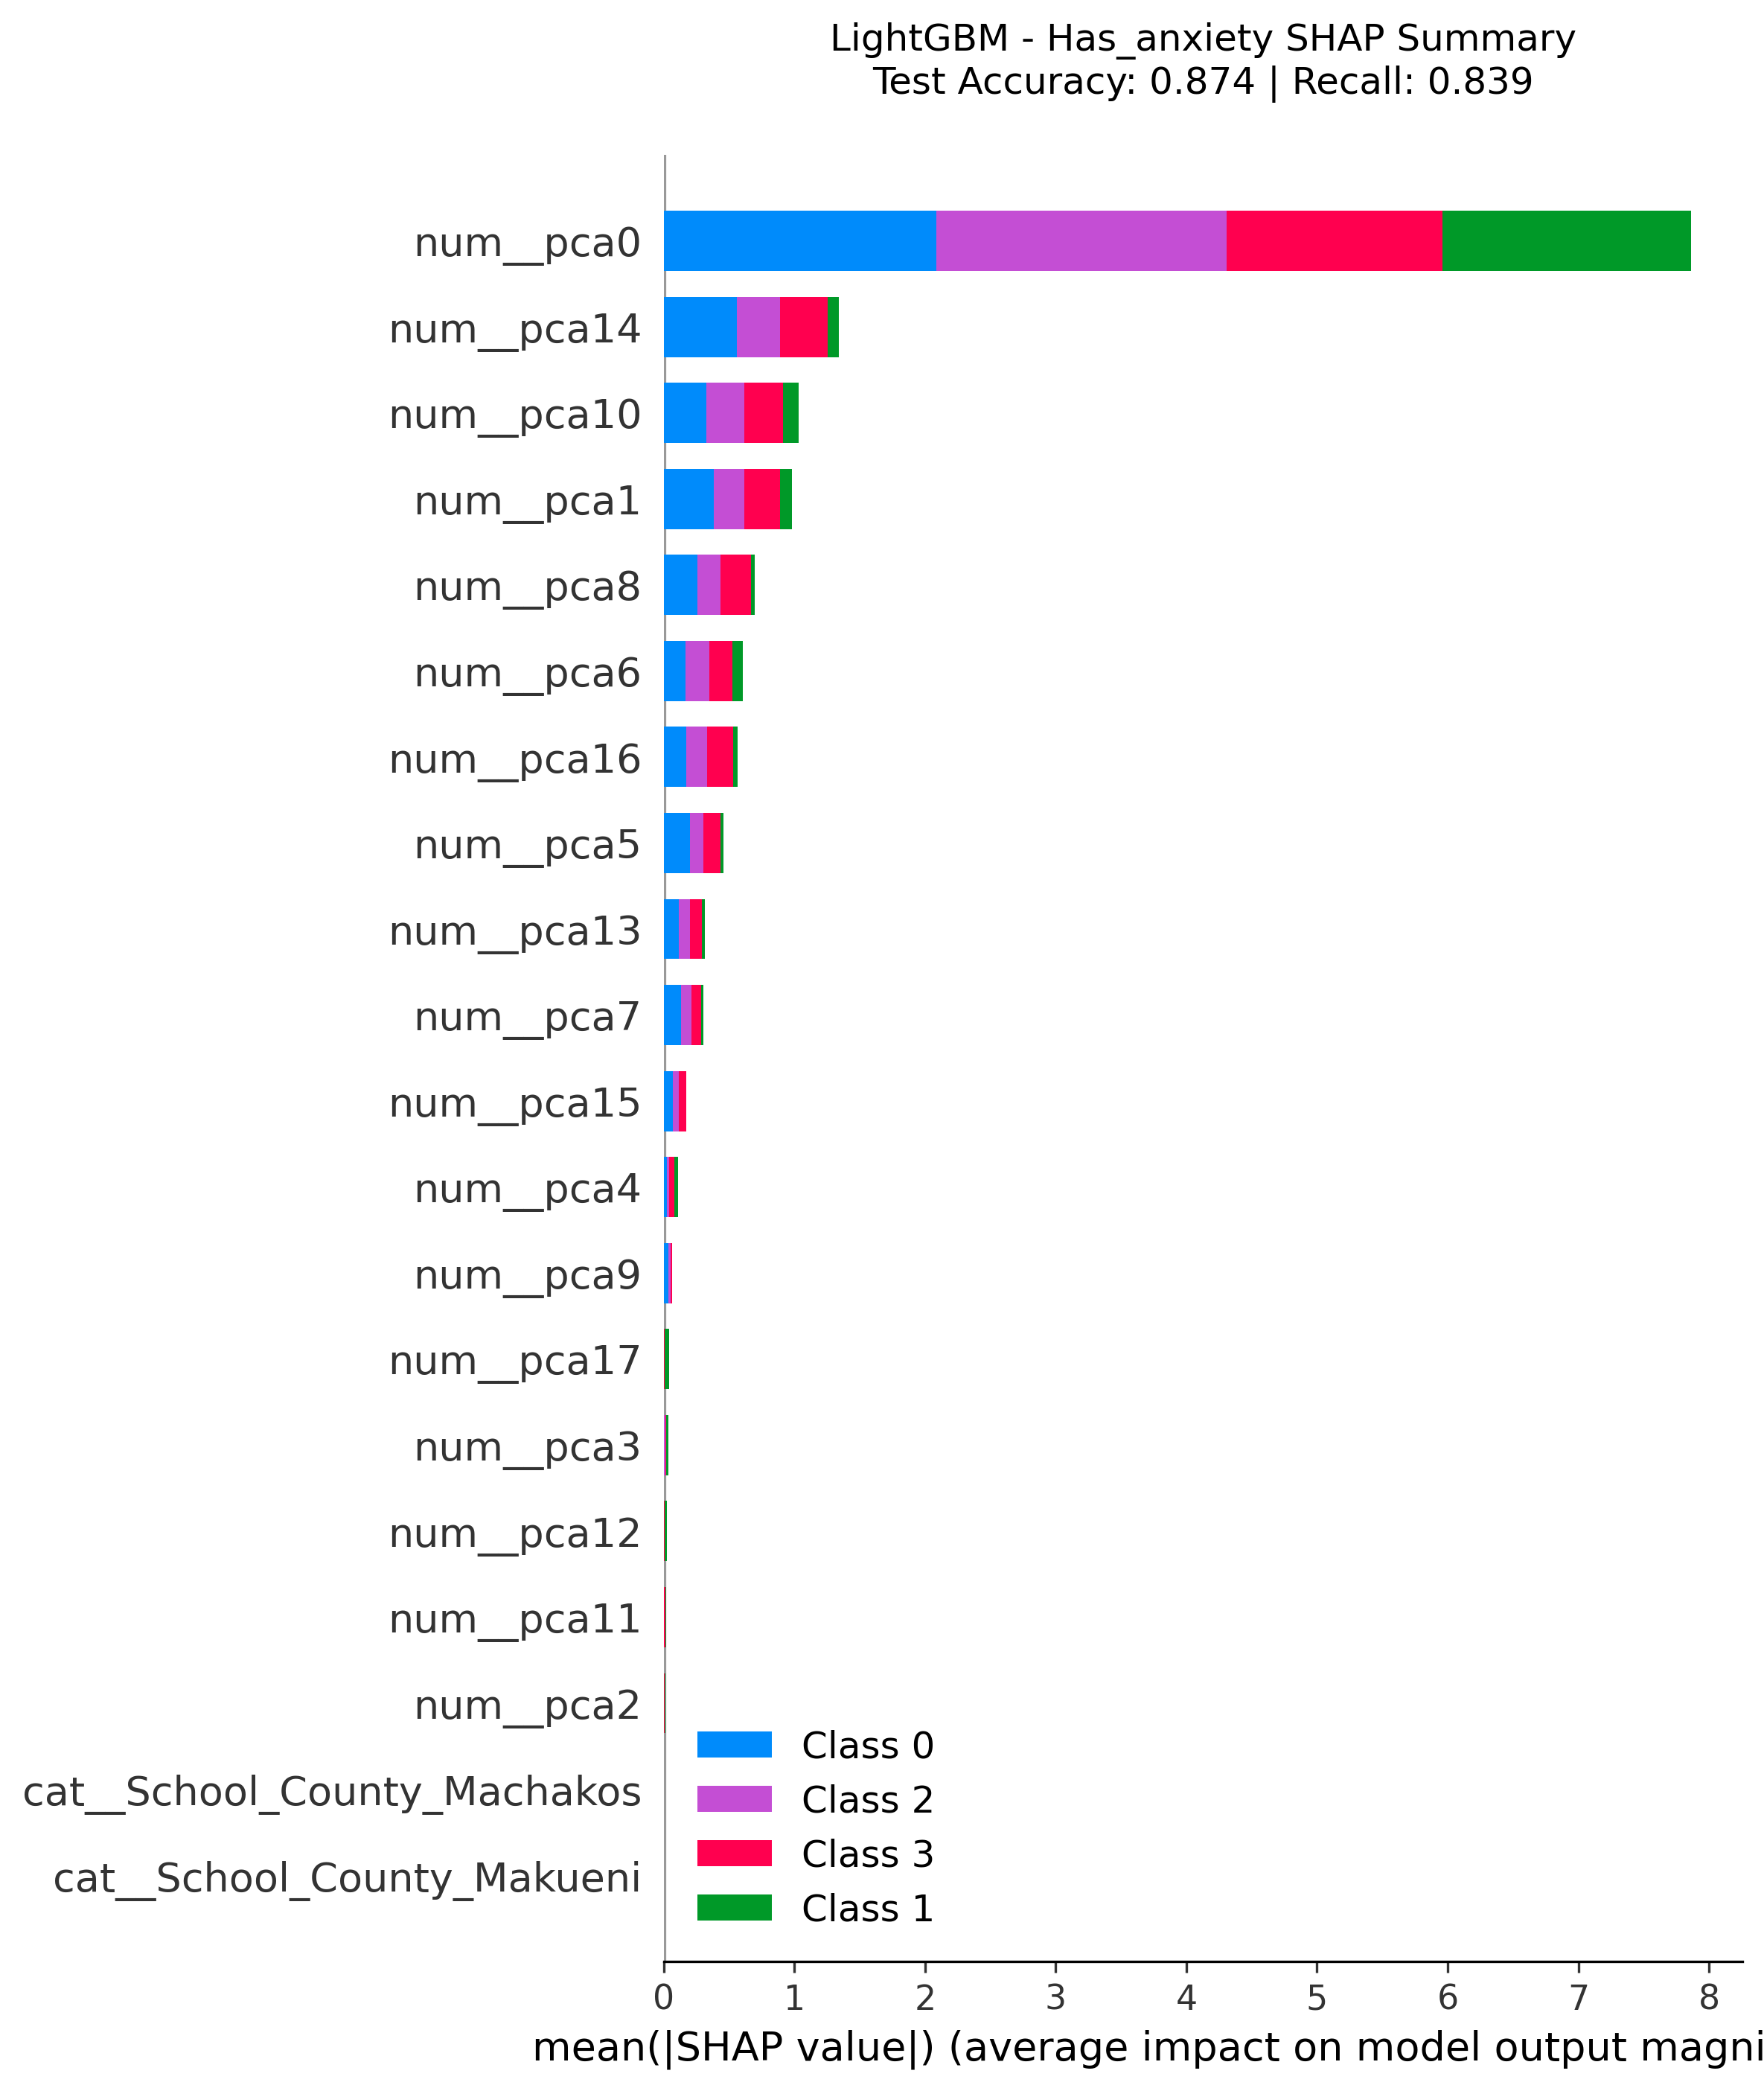 LightGBM - Has_anxiety SHAP Summary
Test Accuracy: 0.874 | Recall: 0.839
num__pca0
num__pca14
num__pca10
num__pca1
num__pca8
num__pca6
num__pca16
num__pca5
num__pca13
num__pca7
num__pca15
num__pca4
num__pca9
num__pca17
num__pca3
num__pca12
num__pca11
num__pca2
cat__School_County_Machakos
cat__School_County_Makueni
Class 0
Class 2
Class 3
Class 1
0 1 2 3 4 5 6 7 8
mean(|SHAP value|) (average impact on model output magni